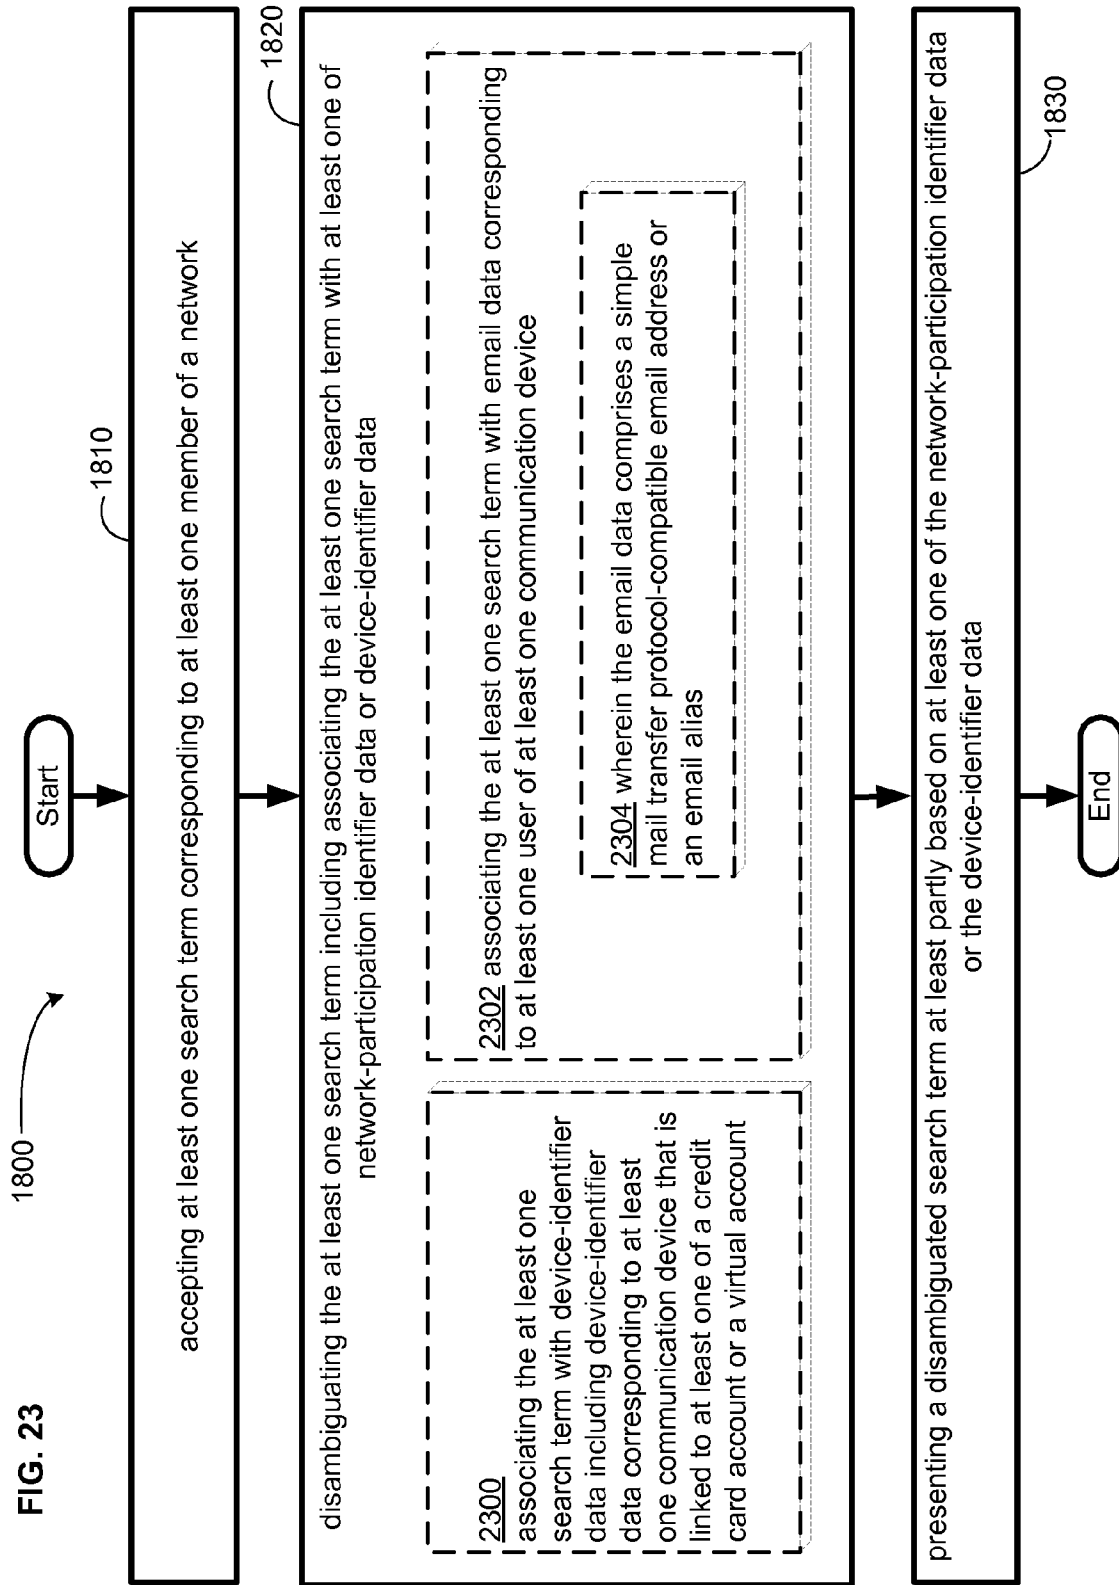 FIG. 23
1800
Start
1810
accepting at least one search term corresponding to at least one member of a network
1820
disambiguating the at least one search term including associating the at least one search term with at least one of
network-participation identifier data or device-identifier data
2300
associating the at least one
search term with device-identifier
data including device-identifier
data corresponding to at least
one communication device that is
linked to at least one of a credit
card account or a virtual account
2302 associating the at least one search term with email data corresponding
to at least one user of at least one communication device
2304 wherein the email data comprises a simple
mail transfer protocol-compatible email address or
an email alias
presenting a disambiguated search term at least partly based on at least one of the network-participation identifier data
or the device-identifier data
1830
End